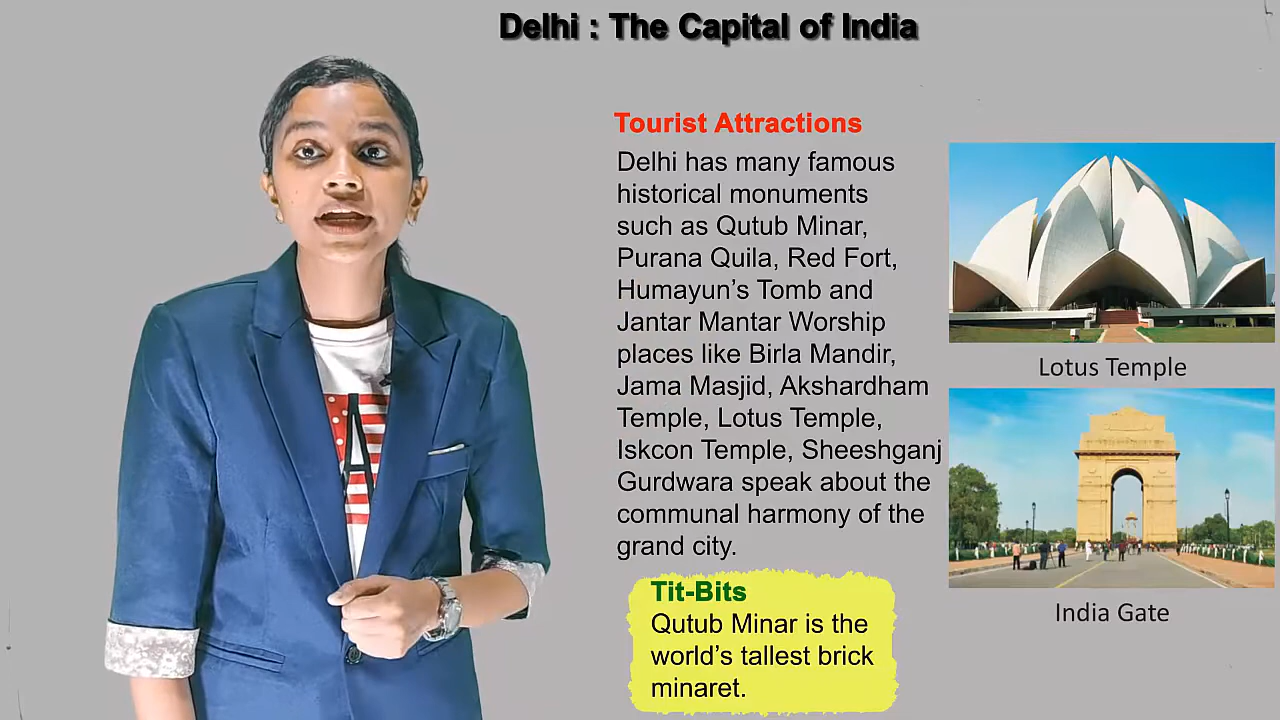 Delhi : The Capital of India
Tourist Attractions
Delhi has many famous
historical monuments
such as Qutub Minar,
Purana Quila, Red Fort,
Humayun’s Tomb and
Jantar Mantar Worship
places like Birla Mandir,
Jama Masjid, Akshardham
Temple, Lotus Temple,
Iskcon Temple, Sheeshganj
Gurdwara speak about the
communal harmony of the
grand city.
Tit-Bits
Qutub Minar is the
world’s tallest brick
minaret.
Lotus Temple
India Gate
A